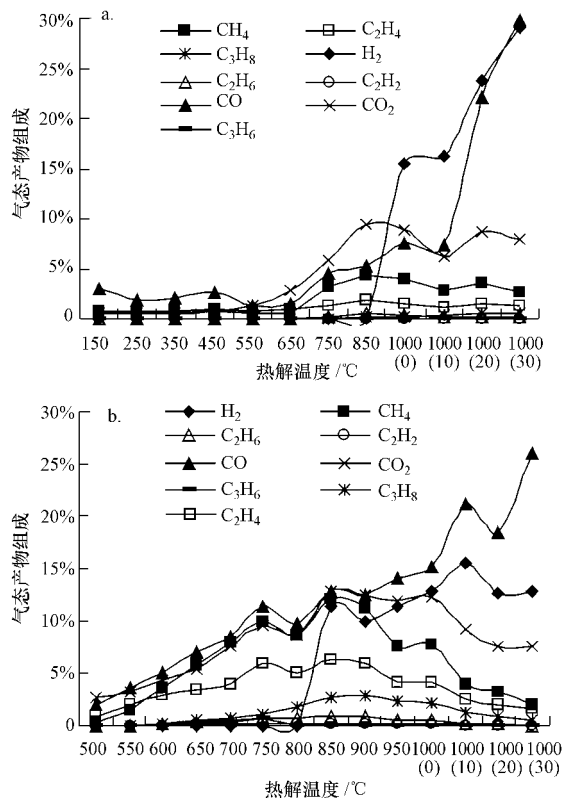 a.
30%
25%
20%
15%
10%
5%
0
气态产物组成
CH₄
C₂H₄
C₃H₈
H₂
C₂H₆
C₂H₂
CO
CO₂
C₃H₆
150 250 350 450 550 650 750 850 1000 1000 1000 1000
(0) (10) (20) (30)
热解温度 /℃
b.
30%
25%
20%
15%
10%
5%
0
气态产物组成
H₂
CH₄
C₂H₆
C₂H₂
CO
CO₂
C₃H₆
C₃H₈
C₂H₄
500 550 600 650 700 750 800 850 900 950 1000 1000 1000 1000
(0) (10) (20) (30)
热解温度 /℃